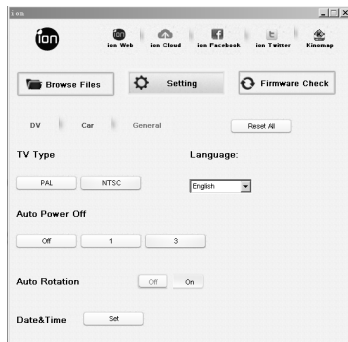 ion
ion
ion
ion Web ion Cloud ion Facebook ion Twitter Kinomap
Browse Files Setting Firmware Check
DV Car General Reset All
TV Type Language:
PAL NTSC English
Auto Power Off
Off 1 3
Auto Rotation Off On
Date&Time Set